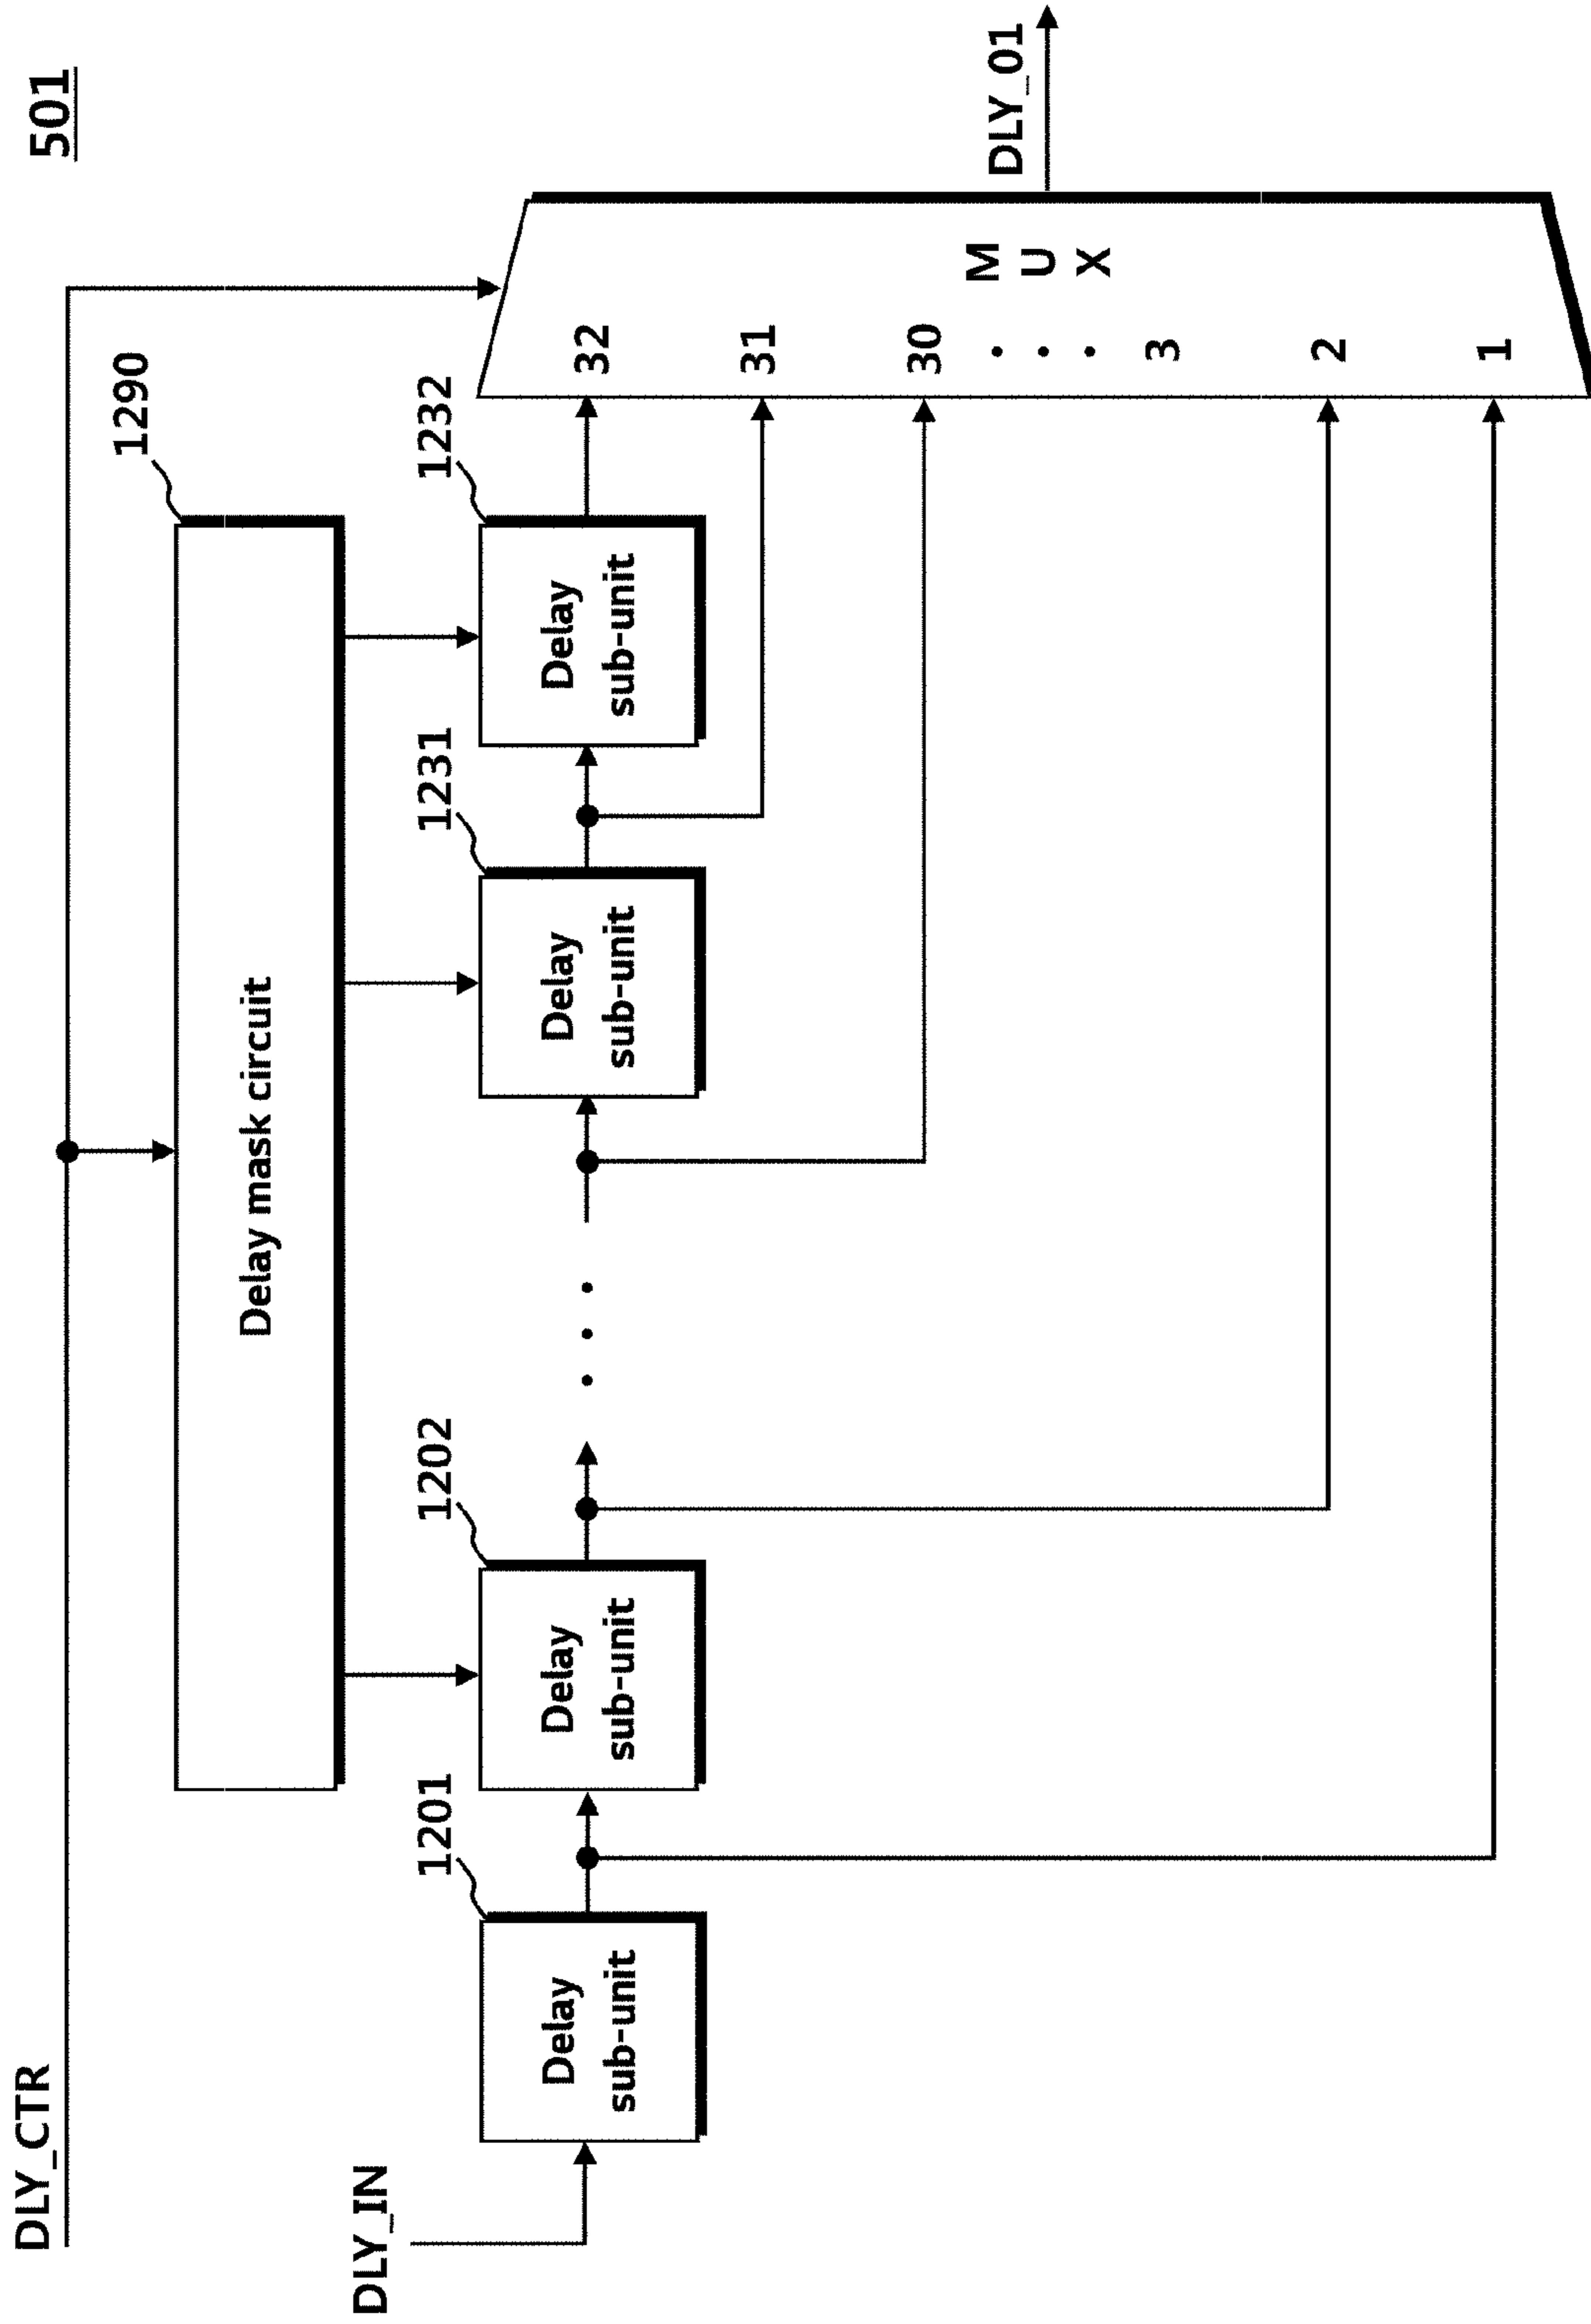 501
DLY_CTR
1290
Delay mask circuit
DLY_IN
1201
Delay
sub-unit
1202
Delay
sub-unit
1231
Delay
sub-unit
1232
Delay
sub-unit
32
31
30
3
2
1
M
U
X
DLY_01